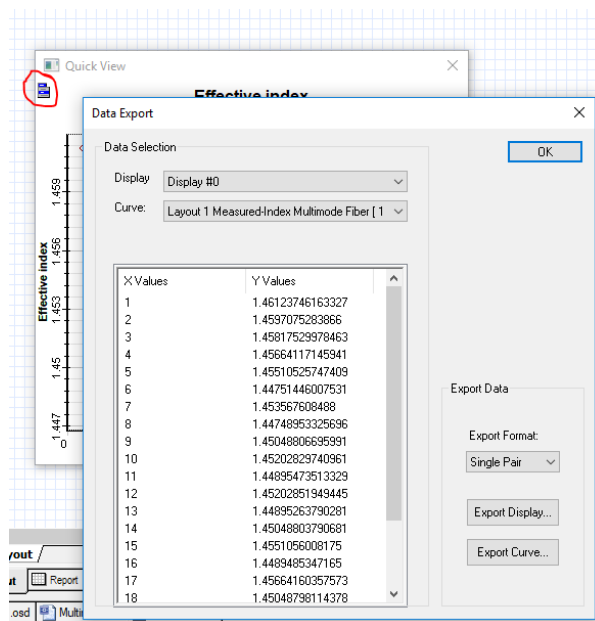 Quick View
Effective index
Data Export
Data Selection
OK
Display
Display #0
Curve:
Layout 1 Measured-Index Multimode Fiber [ 1
X Values Y Values
1 1.46123746163327
2 1.4597075283866
3 1.45817529978463
4 1.45664117145941
5 1.45510525747409
6 1.44751446007531
7 1.453567608488
8 1.44748953325696
9 1.45048806695991
10 1.45202829740961
11 1.44895473513329
12 1.45202851949445
13 1.44895263790281
14 1.45048803790681
15 1.4551056008175
16 1.4489485347165
17 1.45664160357573
18 1.45048798114378
Export Data
Export Format:
Single Pair
Export Display...
Export Curve...
Effective index
1.459
1.456
1.453
1.45
1.447
0
yout
ut
Report
.osd
Multi